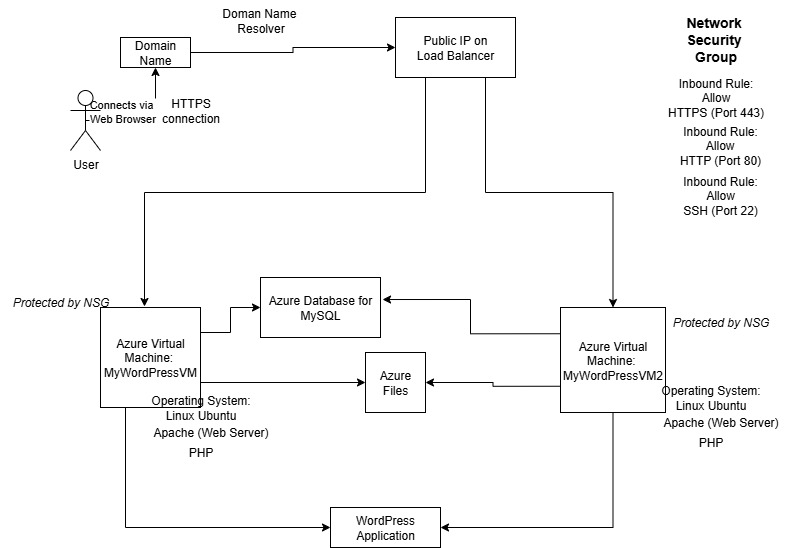 Doman Name
Resolver
Domain
Name
Public IP on
Load Balancer
Network
Security
Group
Inbound Rule:
Allow
HTTPS (Port 443)
Inbound Rule:
Allow
HTTP (Port 80)
Inbound Rule:
Allow
SSH (Port 22)
Connects via
Web Browser
HTTPS
connection
User
Protected by NSG
Azure Virtual
Machine:
MyWordPressVM
Azure Database for
MySQL
Azure
Files
Azure Virtual
Machine:
MyWordPressVM2
Protected by NSG
Operating System:
Linux Ubuntu
Apache (Web Server)
PHP
Operating System:
Linux Ubuntu
Apache (Web Server)
PHP
WordPress
Application